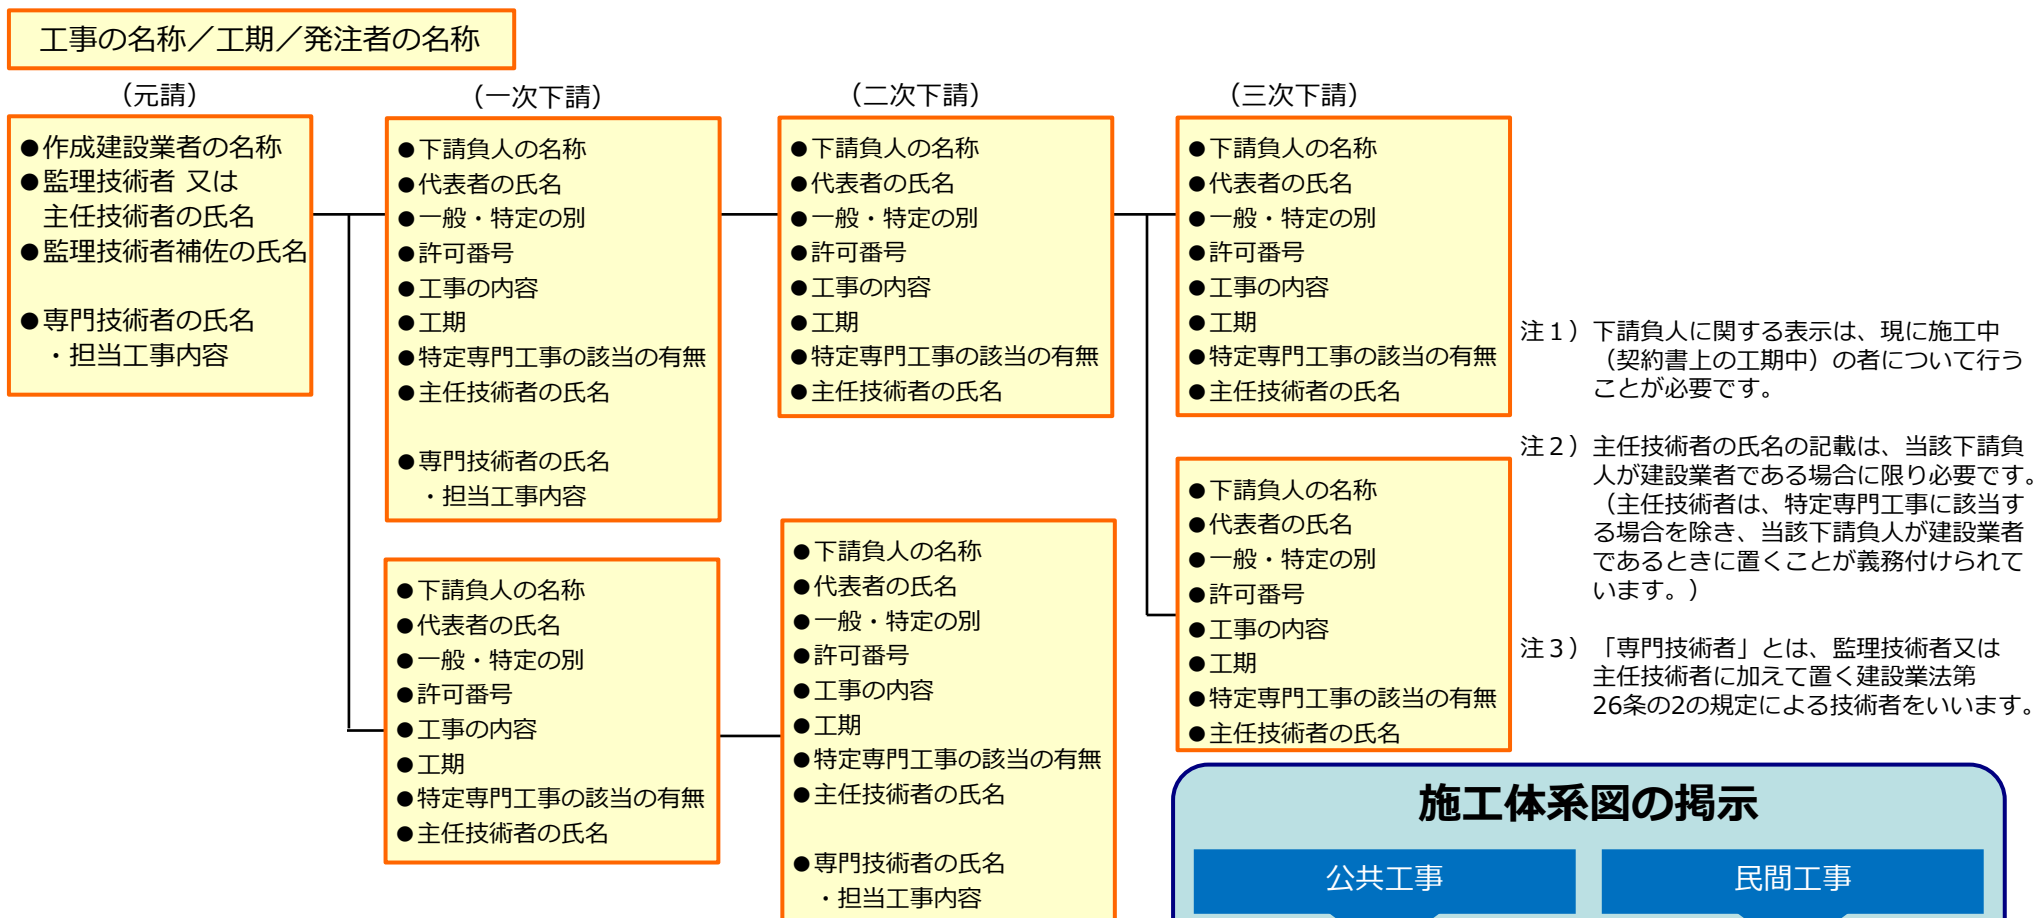 工事の名称／工期／発注者の名称
（元請）
●作成建設業者の名称
●監理技術者 又は
主任技術者の氏名
●監理技術者補佐の氏名
●専門技術者の氏名
・担当工事内容
（一次下請）
●下請負人の名称
●代表者の氏名
●一般・特定の別
●許可番号
●工事の内容
●工期
●特定専門工事の該当の有無
●主任技術者の氏名
●専門技術者の氏名
・担当工事内容
●下請負人の名称
●代表者の氏名
●一般・特定の別
●許可番号
●工事の内容
●工期
●特定専門工事の該当の有無
●主任技術者の氏名
（二次下請）
●下請負人の名称
●代表者の氏名
●一般・特定の別
●許可番号
●工事の内容
●工期
●特定専門工事の該当の有無
●主任技術者の氏名
●下請負人の名称
●代表者の氏名
●一般・特定の別
●許可番号
●工事の内容
●工期
●特定専門工事の該当の有無
●主任技術者の氏名
●専門技術者の氏名
・担当工事内容
（三次下請）
●下請負人の名称
●代表者の氏名
●一般・特定の別
●許可番号
●工事の内容
●工期
●特定専門工事の該当の有無
●主任技術者の氏名
●下請負人の名称
●代表者の氏名
●一般・特定の別
●許可番号
●工事の内容
●工期
●特定専門工事の該当の有無
●主任技術者の氏名
注１）下請負人に関する表示は、現に施工中
（契約書上の工期中）の者について行う
ことが必要です。
注２）主任技術者の氏名の記載は、当該下請負
人が建設業者である場合に限り必要です。
（主任技術者は、特定専門工事に該当す
る場合を除き、当該下請負人が建設業者
であるときに置くことが義務付けられて
います。）
注３）「専門技術者」とは、監理技術者又は
主任技術者に加えて置く建設業法第
26条の2の規定による技術者をいいます。
施工体系図の掲示
公共工事
民間工事